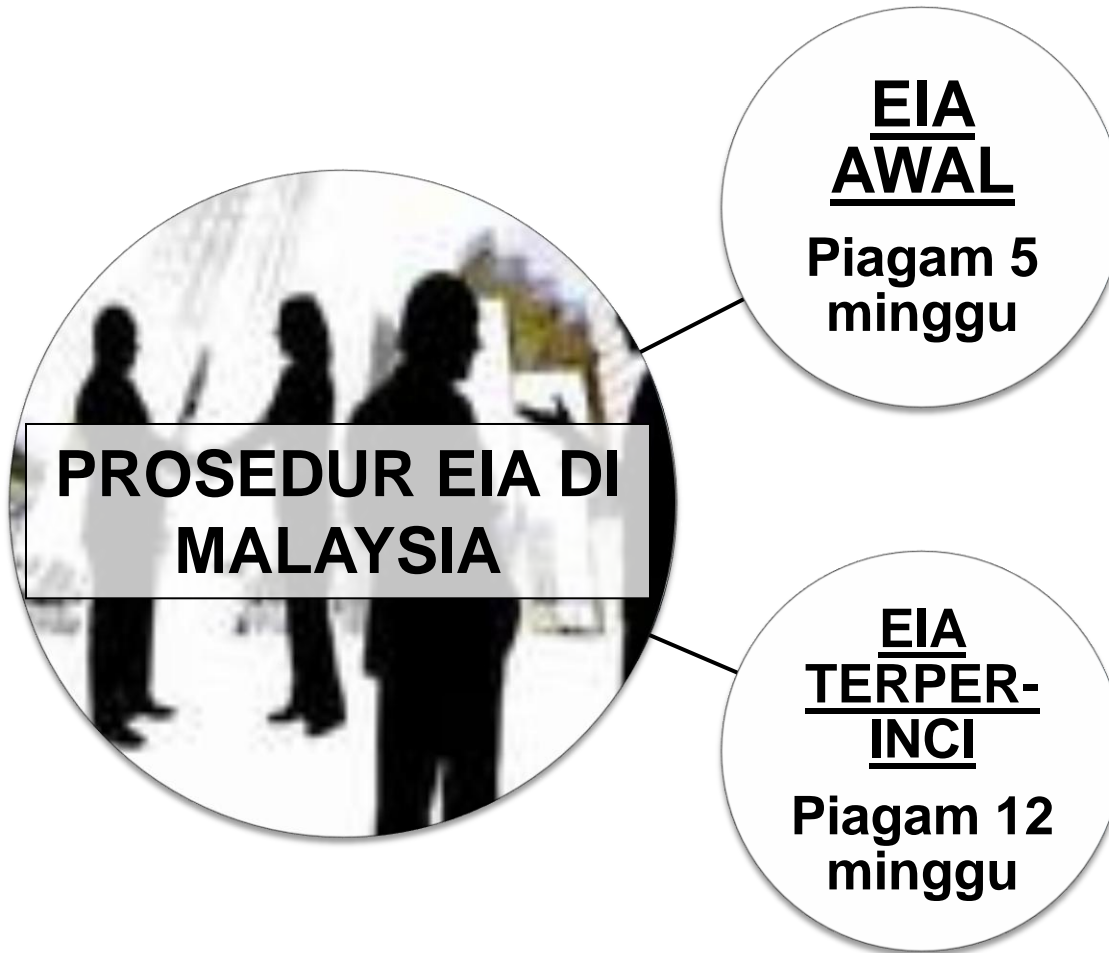 PROSEDUR EIA DI
MALAYSIA
EIA
AWAL
Piagam 5
minggu
EIA
TERPER-
INCI
Piagam 12
minggu